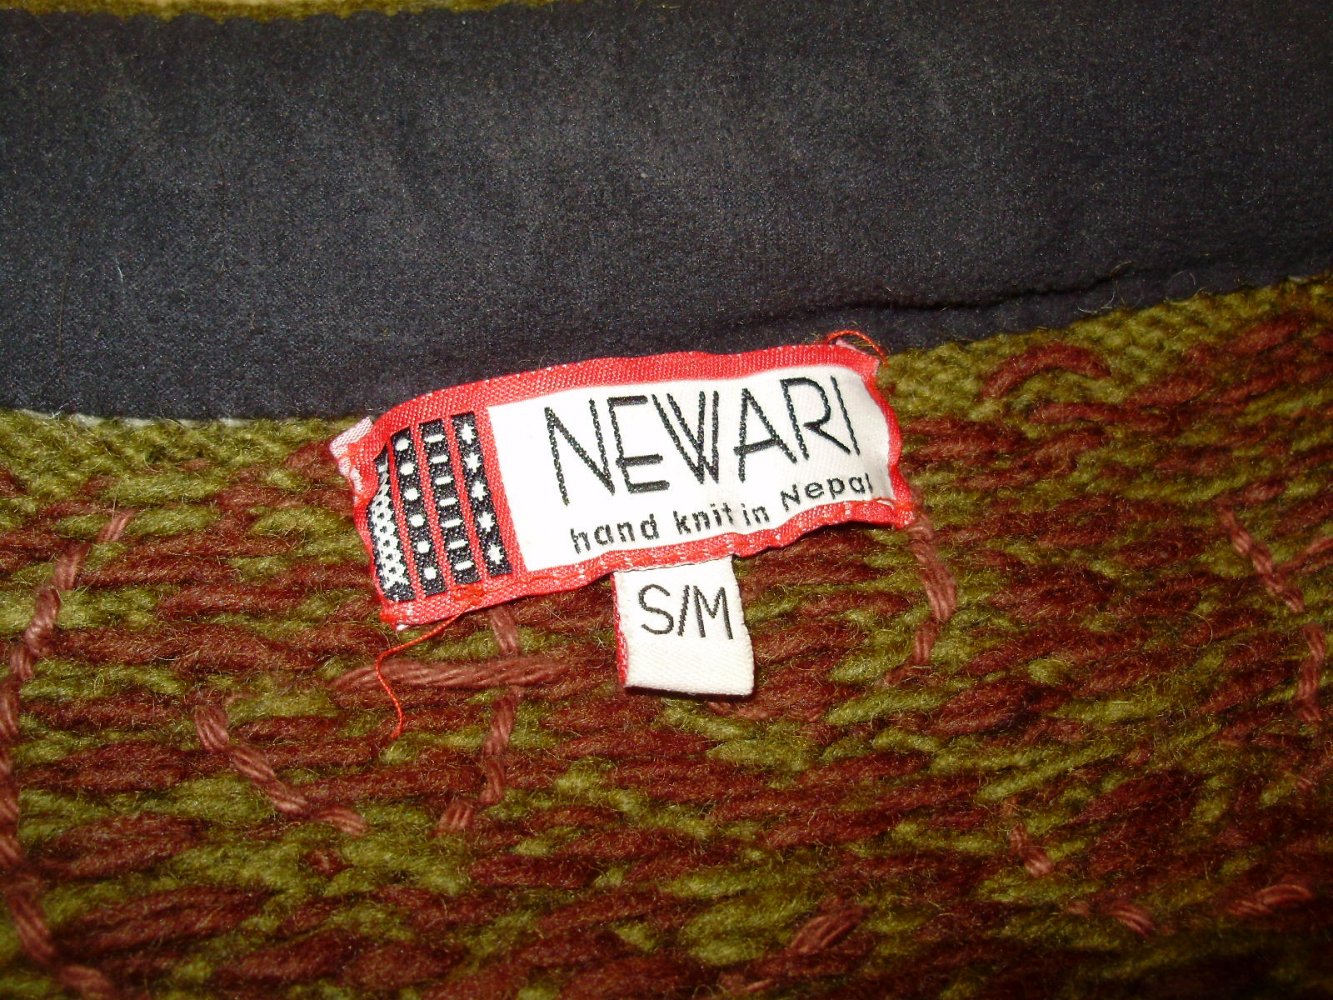 NEWARI
hand knit in Nepal
S/M